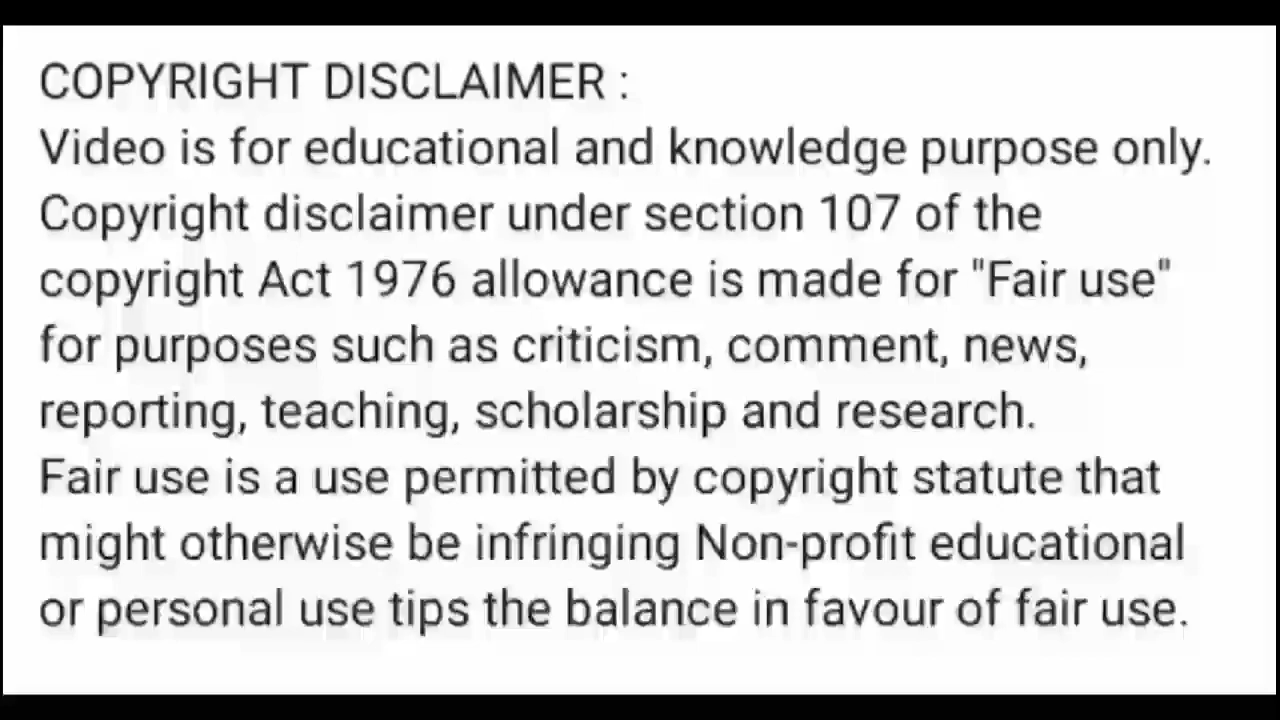 COPYRIGHT DISCLAIMER :
Video is for educational and knowledge purpose only.
Copyright disclaimer under section 107 of the
copyright Act 1976 allowance is made for "Fair use"
for purposes such as criticism, comment, news,
reporting, teaching, scholarship and research.
Fair use is a use permitted by copyright statute that
might otherwise be infringing Non-profit educational
or personal use tips the balance in favour of fair use.